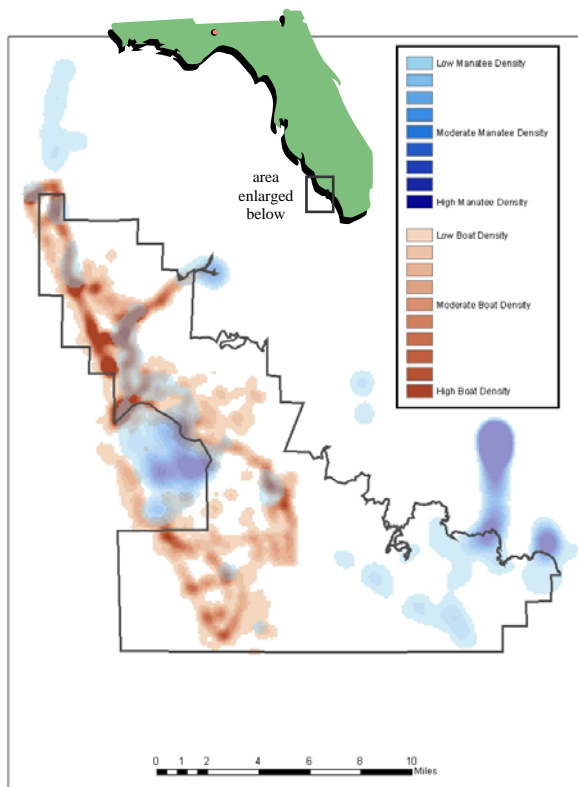 area
enlarged
below
Low Manatee Density
Moderate Manatee Density
High Manatee Density
Low Boat Density
Moderate Boat Density
High Boat Density
0 1 2 4 6 8 10
Miles